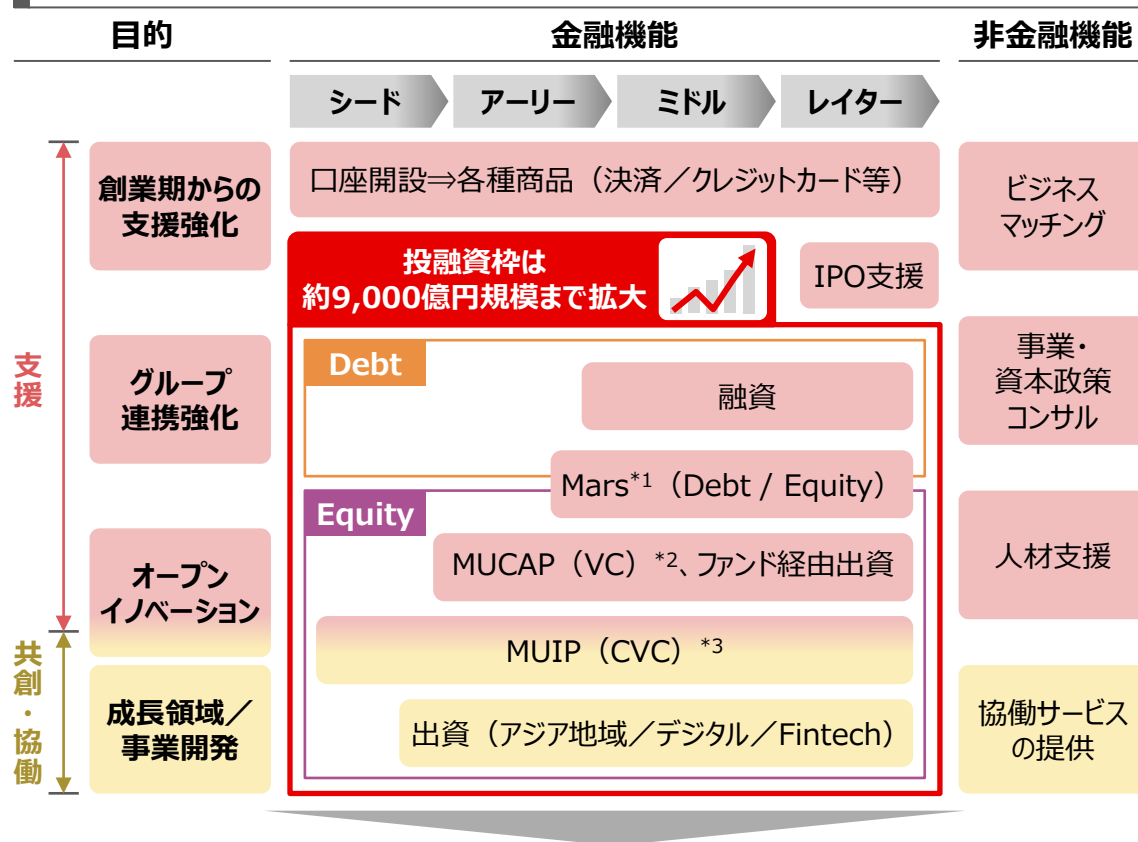 目的
金融機能
非金融機能
シード
アーリー
ミドル
レイター
支援
創業期からの
支援強化
グループ
連携強化
オープン
イノベーション
共創・協働
成長領域／
事業開発
口座開設⇒各種商品（決済／クレジットカード等）
投融資枠は
約9,000億円規模まで拡大
IPO支援
Debt
融資
Mars*1（Debt / Equity）
Equity
MUCAP（VC）*2、ファンド経由出資
MUIP（CVC）*3
出資（アジア地域／デジタル／Fintech）
ビジネス
マッチング
事業・
資本政策
コンサル
人材支援
協働サービス
の提供